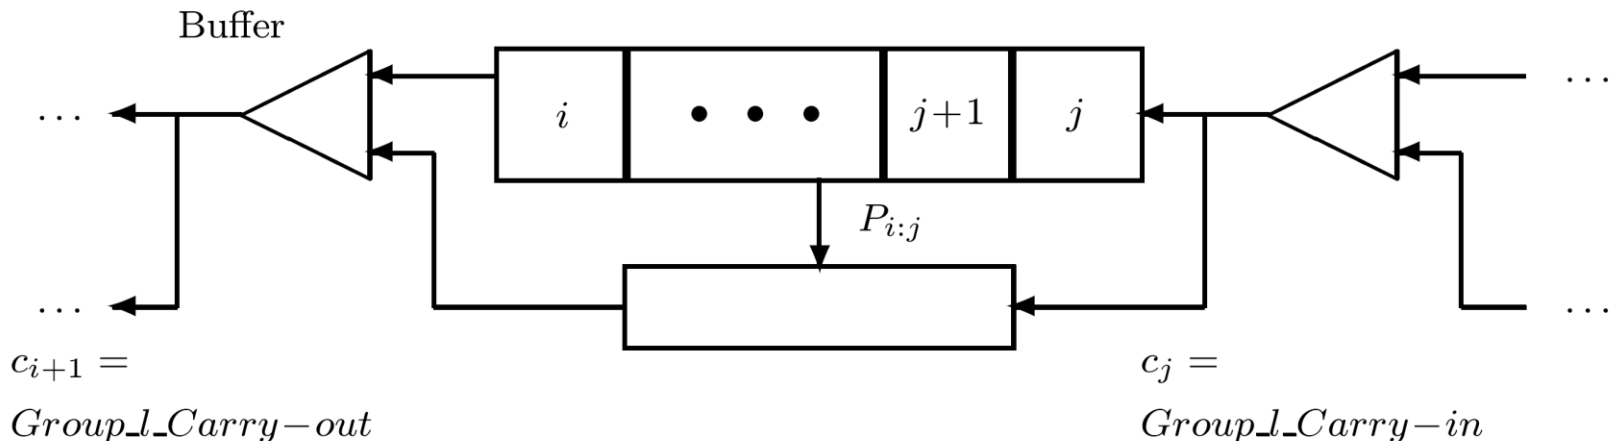 Buffer
... i • • • j+1 j ...
P_{i:j}
... ...
c_{i+1} = c_j =
Group_l_Carry−out Group_l_Carry−in